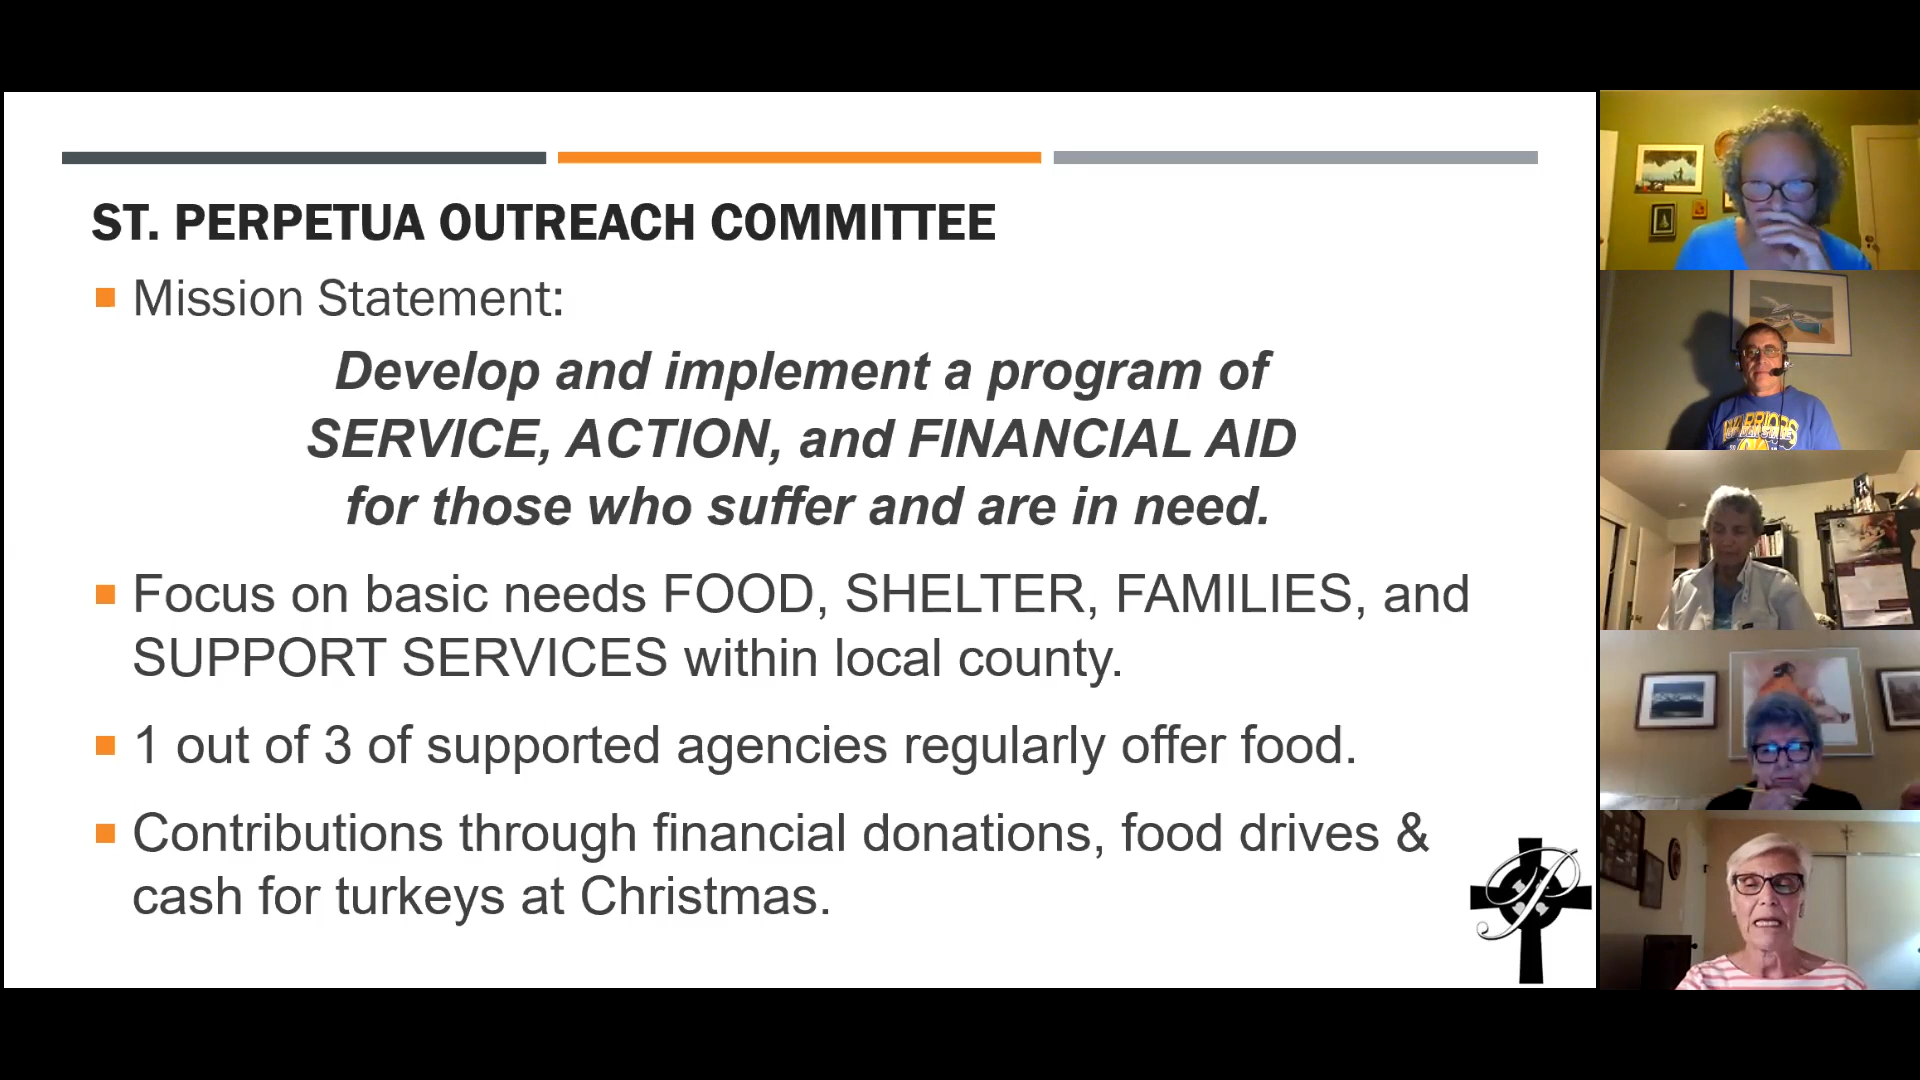 ST. PERPETUA OUTREACH COMMITTEE
Mission Statement:
Develop and implement a program of
SERVICE, ACTION, and FINANCIAL AID
for those who suffer and are in need.
Focus on basic needs FOOD, SHELTER, FAMILIES, and
SUPPORT SERVICES within local county.
1 out of 3 of supported agencies regularly offer food.
Contributions through financial donations, food drives &
cash for turkeys at Christmas.
P
WARRIORS